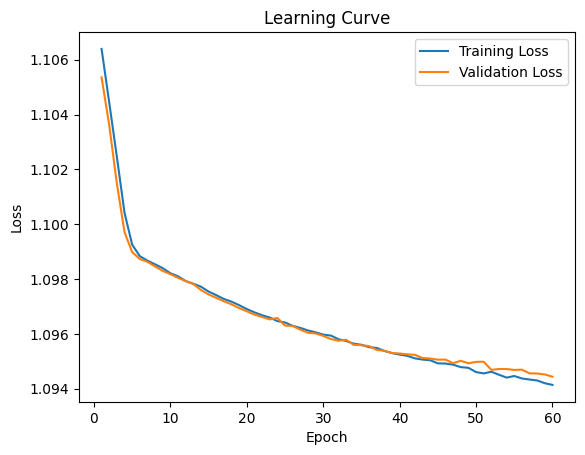 Learning Curve
Training Loss
Validation Loss
1.106
1.104
1.102
1.100
1.098
1.096
1.094
Loss
0 10 20 30 40 50 60
Epoch